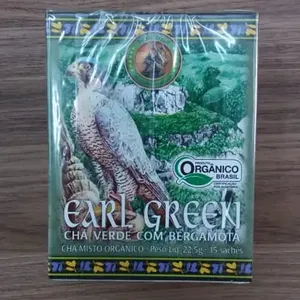 PRODUTO
ORGÂNICO
BRASIL
EARL GREEN
CHÁ VERDE COM BERGAMOTA
CHÁ MISTO ORGÂNICO - Peso Líq. 22,5g - 15 sachês